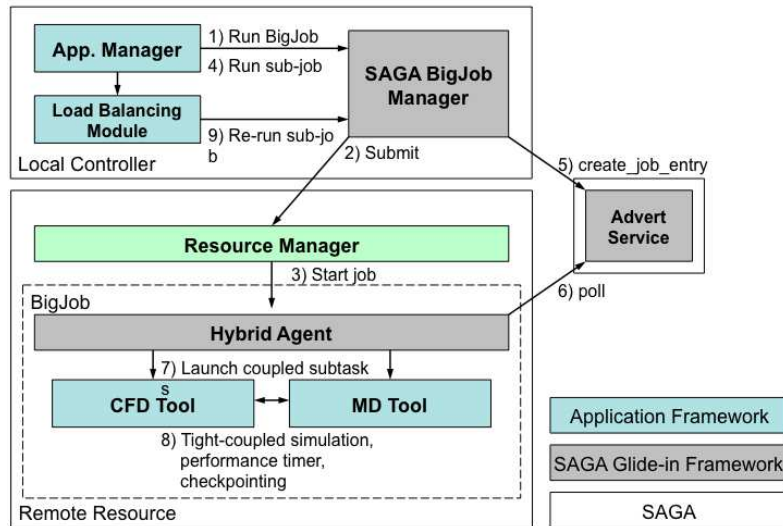 App. Manager
1) Run BigJob
4) Run sub-job
SAGA BigJob
Manager
Load Balancing
Module
9) Re-run sub-jo
b
Local Controller
2) Submit
5) create_job_entry
Advert
Service
Resource Manager
3) Start job
6) poll
BigJob
Hybrid Agent
7) Launch coupled subtask
s
CFD Tool
MD Tool
8) Tight-coupled simulation,
performance timer,
checkpointing
Remote Resource
Application Framework
SAGA Glide-in Framework
SAGA